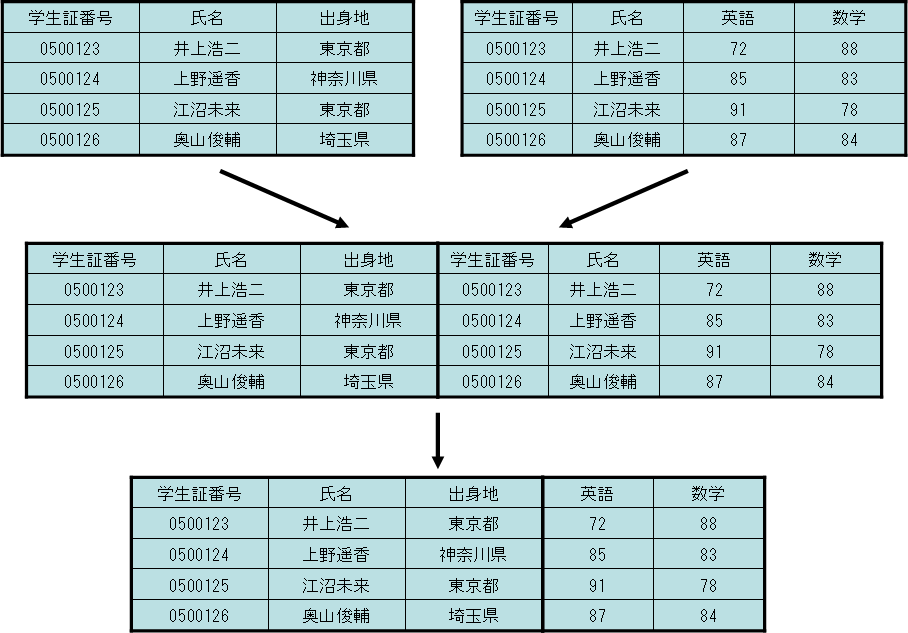 学生証番号 氏名 出身地
0500123 井上浩二 東京都
0500124 上野遥香 神奈川県
0500125 江沼未来 東京都
0500126 奥山俊輔 埼玉県
学生証番号 氏名 英語 数学
0500123 井上浩二 72 88
0500124 上野遥香 85 83
0500125 江沼未来 91 78
0500126 奥山俊輔 87 84
学生証番号 氏名 出身地 学生証番号 氏名 英語 数学
0500123 井上浩二 東京都 0500123 井上浩二 72 88
0500124 上野遥香 神奈川県 0500124 上野遥香 85 83
0500125 江沼未来 東京都 0500125 江沼未来 91 78
0500126 奥山俊輔 埼玉県 0500126 奥山俊輔 87 84
学生証番号 氏名 出身地 英語 数学
0500123 井上浩二 東京都 72 88
0500124 上野遥香 神奈川県 85 83
0500125 江沼未来 東京都 91 78
0500126 奥山俊輔 埼玉県 87 84